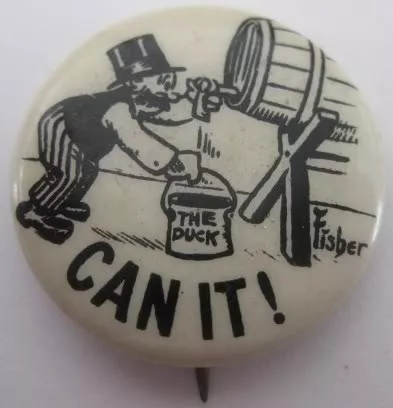 THE
DUCK
Fisher
CAN IT!